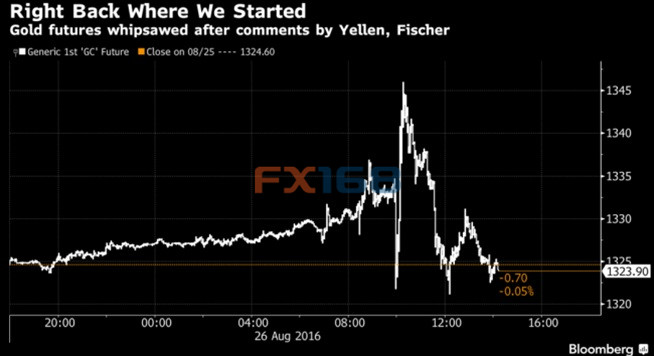 Right Back Where We Started
Gold futures whipsawed after comments by Yellen, Fischer
Generic 1st 'GC' Future Close on 08/25 ---- 1324.60
1345
1340
1335
FX168
1330
1325
1323.90
-0.70
-0.05%
1320
20:00 00:00 04:00 08:00 12:00 16:00
26 Aug 2016
Bloomberg